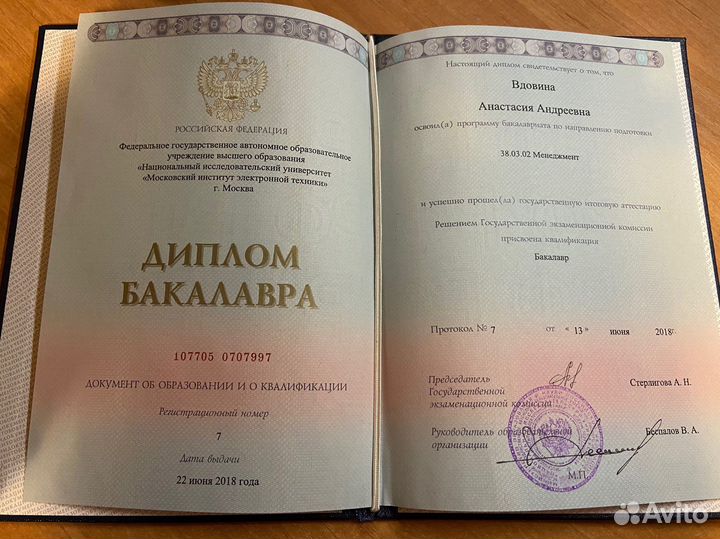 РОССИЙСКАЯ ФЕДЕРАЦИЯ
Федеральное государственное автономное образовательное
учреждение высшего образования
«Национальный исследовательский университет
«Московский институт электронной техники»
г. Москва
ДИПЛОМ
БАКАЛАВРА
107705 0707997
ДОКУМЕНТ ОБ ОБРАЗОВАНИИ И О КВАЛИФИКАЦИИ
Регистрационный номер
7
Дата выдачи
22 июня 2018 года
Настоящий диплом свидетельствует о том, что
Вдовина
Анастасия Андреевна
освоил(а) программу бакалавриата по направлению подготовки
38.03.02 Менеджмент
и успешно прошел(ла) государственную итоговую аттестацию
Решением Государственной экзаменационной комиссии
присвоена квалификация
Бакалавр
Протокол № 7 от « 13 » июня 2018г.
Председатель
Государственной
экзаменационной комиссии
Стерлигова А. Н.
Руководитель образовательной
организации
Беспалов В. А.
М.П.
Avito